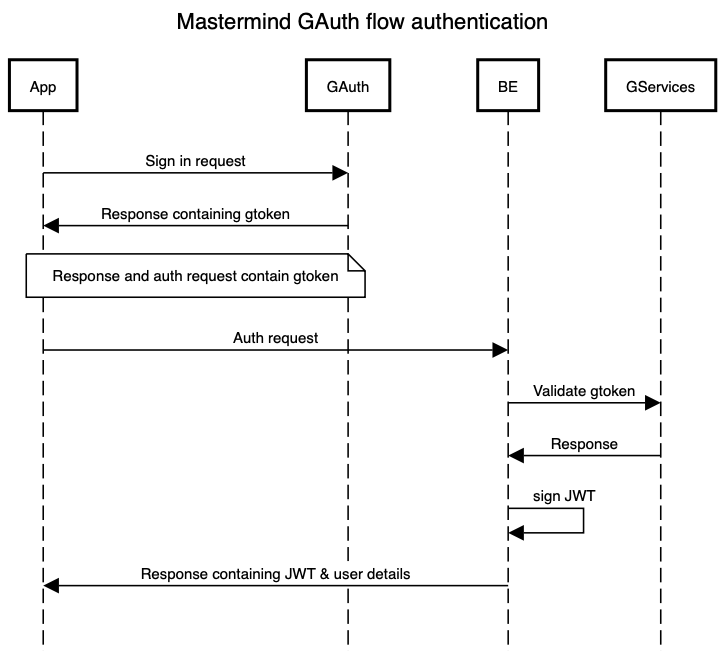 Mastermind GAuth flow authentication
App
GAuth
BE
GServices
Sign in request
Response containing gtoken
Response and auth request contain gtoken
Auth request
Validate gtoken
Response
sign JWT
Response containing JWT & user details